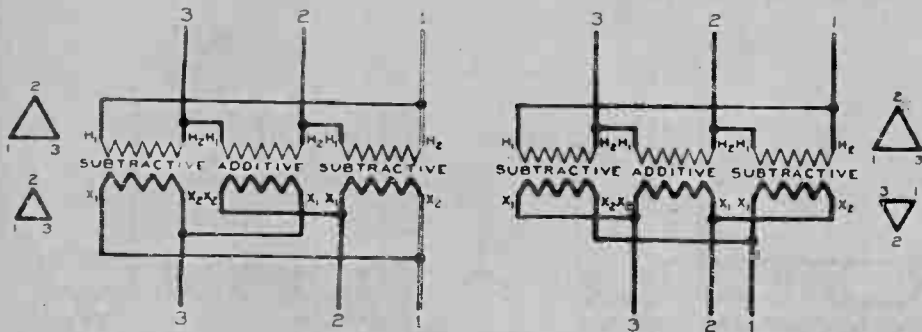 3 2 1 3 2 1
2 2
1 3 1 3
H₁ H₂ H₁ H₂ H₁ H₂ H₁ H₂ H₁ H₂ H₁ H₂
SUBTRACTIVE ADDITIVE SUBTRACTIVE SUBTRACTIVE ADDITIVE SUBTRACTIVE
X₁ X₂ X₂ X₁ X₁ X₂ X₁ X₂ X₂ X₁ X₁ X₂
2 3 1
1 3 2
3 2 1 3 2 1